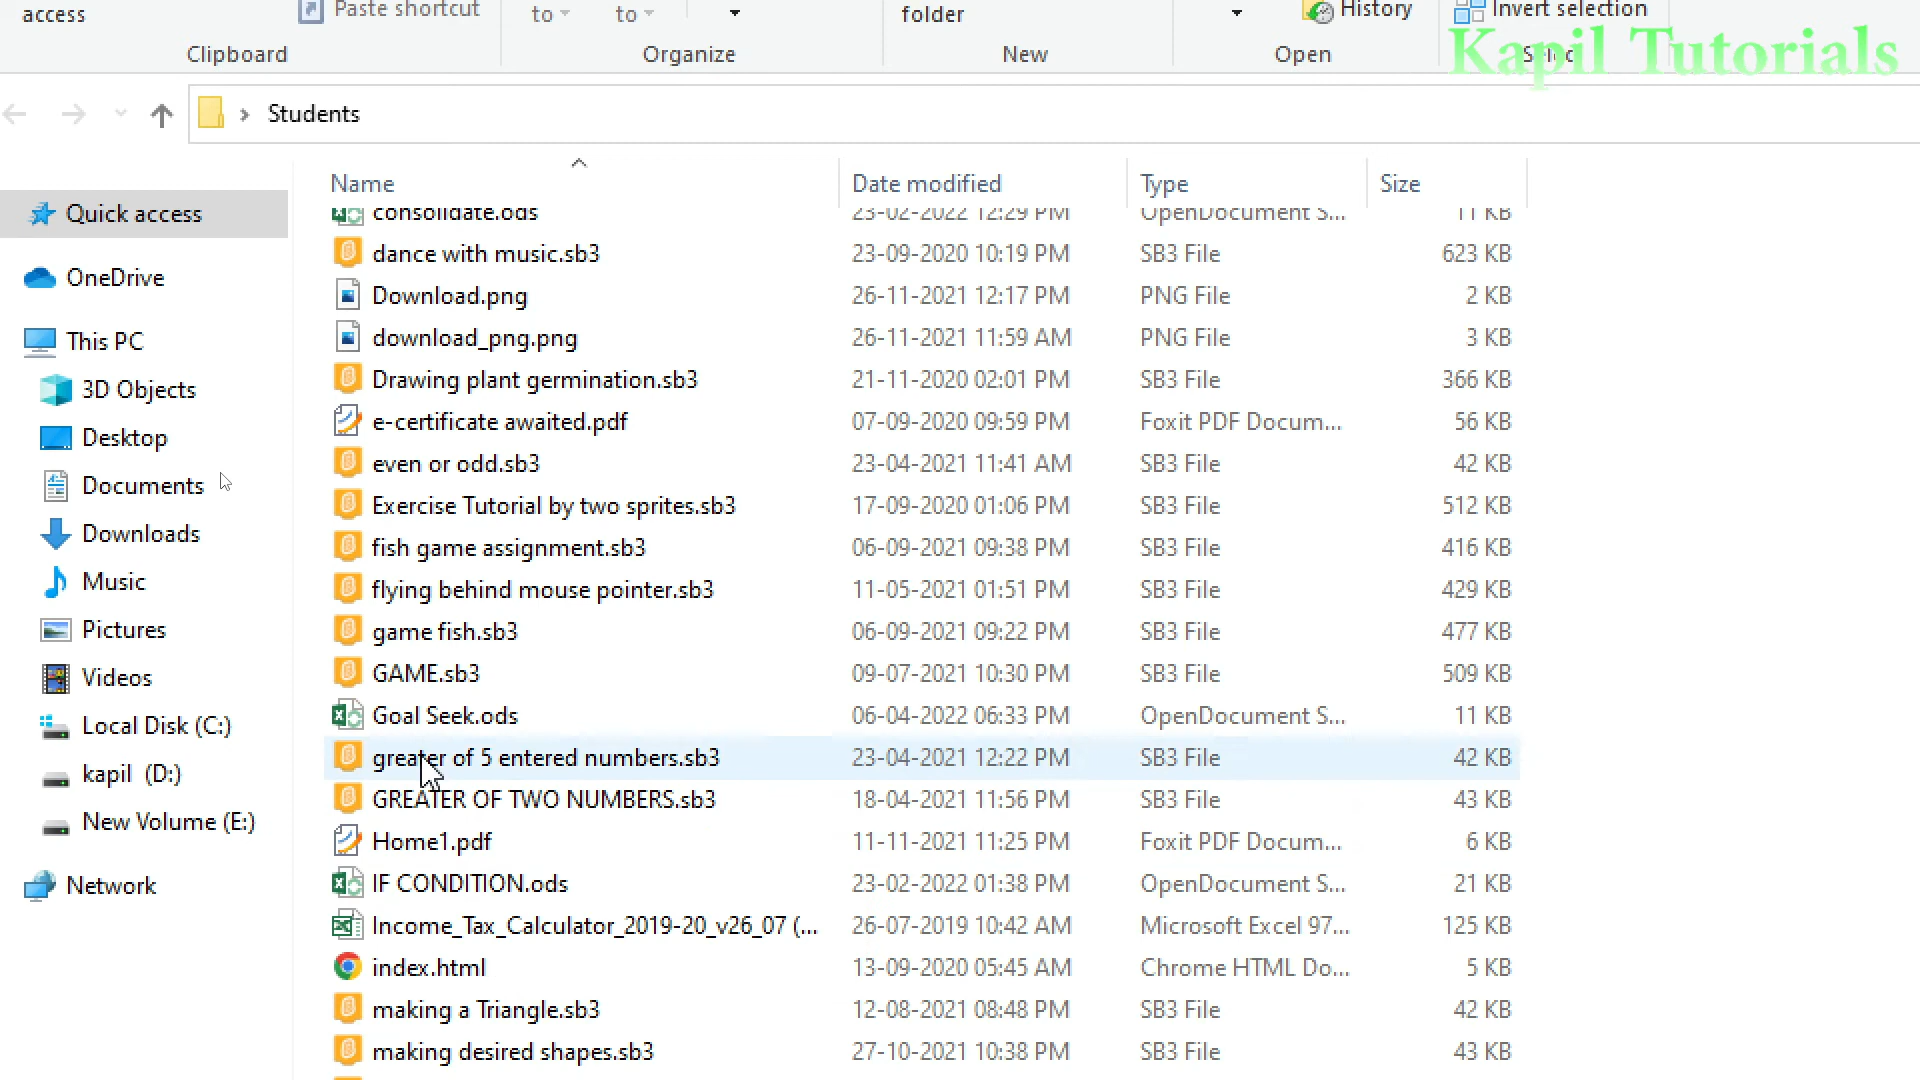 access
Paste shortcut
to
to
folder
History
Invert selection
Clipboard
Organize
New
Open
Select
Kapil Tutorials
Students
Name
Date modified
Type
Size
Quick access
OneDrive
This PC
3D Objects
Desktop
Documents
Downloads
Music
Pictures
Videos
Local Disk (C:)
kapil (D:)
New Volume (E:)
Network
consolidate.ods 23-02-2022 12:29 PM OpenDocument S... 11 KB
dance with music.sb3 23-09-2020 10:19 PM SB3 File 623 KB
Download.png 26-11-2021 12:17 PM PNG File 2 KB
download_png.png 26-11-2021 11:59 AM PNG File 3 KB
Drawing plant germination.sb3 21-11-2020 02:01 PM SB3 File 366 KB
e-certificate awaited.pdf 07-09-2020 09:59 PM Foxit PDF Docum... 56 KB
even or odd.sb3 23-04-2021 11:41 AM SB3 File 42 KB
Exercise Tutorial by two sprites.sb3 17-09-2020 01:06 PM SB3 File 512 KB
fish game assignment.sb3 06-09-2021 09:38 PM SB3 File 416 KB
flying behind mouse pointer.sb3 11-05-2021 01:51 PM SB3 File 429 KB
game fish.sb3 06-09-2021 09:22 PM SB3 File 477 KB
GAME.sb3 09-07-2021 10:30 PM SB3 File 509 KB
Goal Seek.ods 06-04-2022 06:33 PM OpenDocument S... 11 KB
greater of 5 entered numbers.sb3 23-04-2021 12:22 PM SB3 File 42 KB
GREATER OF TWO NUMBERS.sb3 18-04-2021 11:56 PM SB3 File 43 KB
Home1.pdf 11-11-2021 11:25 PM Foxit PDF Docum... 6 KB
IF CONDITION.ods 23-02-2022 01:38 PM OpenDocument S... 21 KB
Income_Tax_Calculator_2019-20_v26_07 (... 26-07-2019 10:42 AM Microsoft Excel 97... 125 KB
index.html 13-09-2020 05:45 AM Chrome HTML Do... 5 KB
making a Triangle.sb3 12-08-2021 08:48 PM SB3 File 42 KB
making desired shapes.sb3 27-10-2021 10:38 PM SB3 File 43 KB